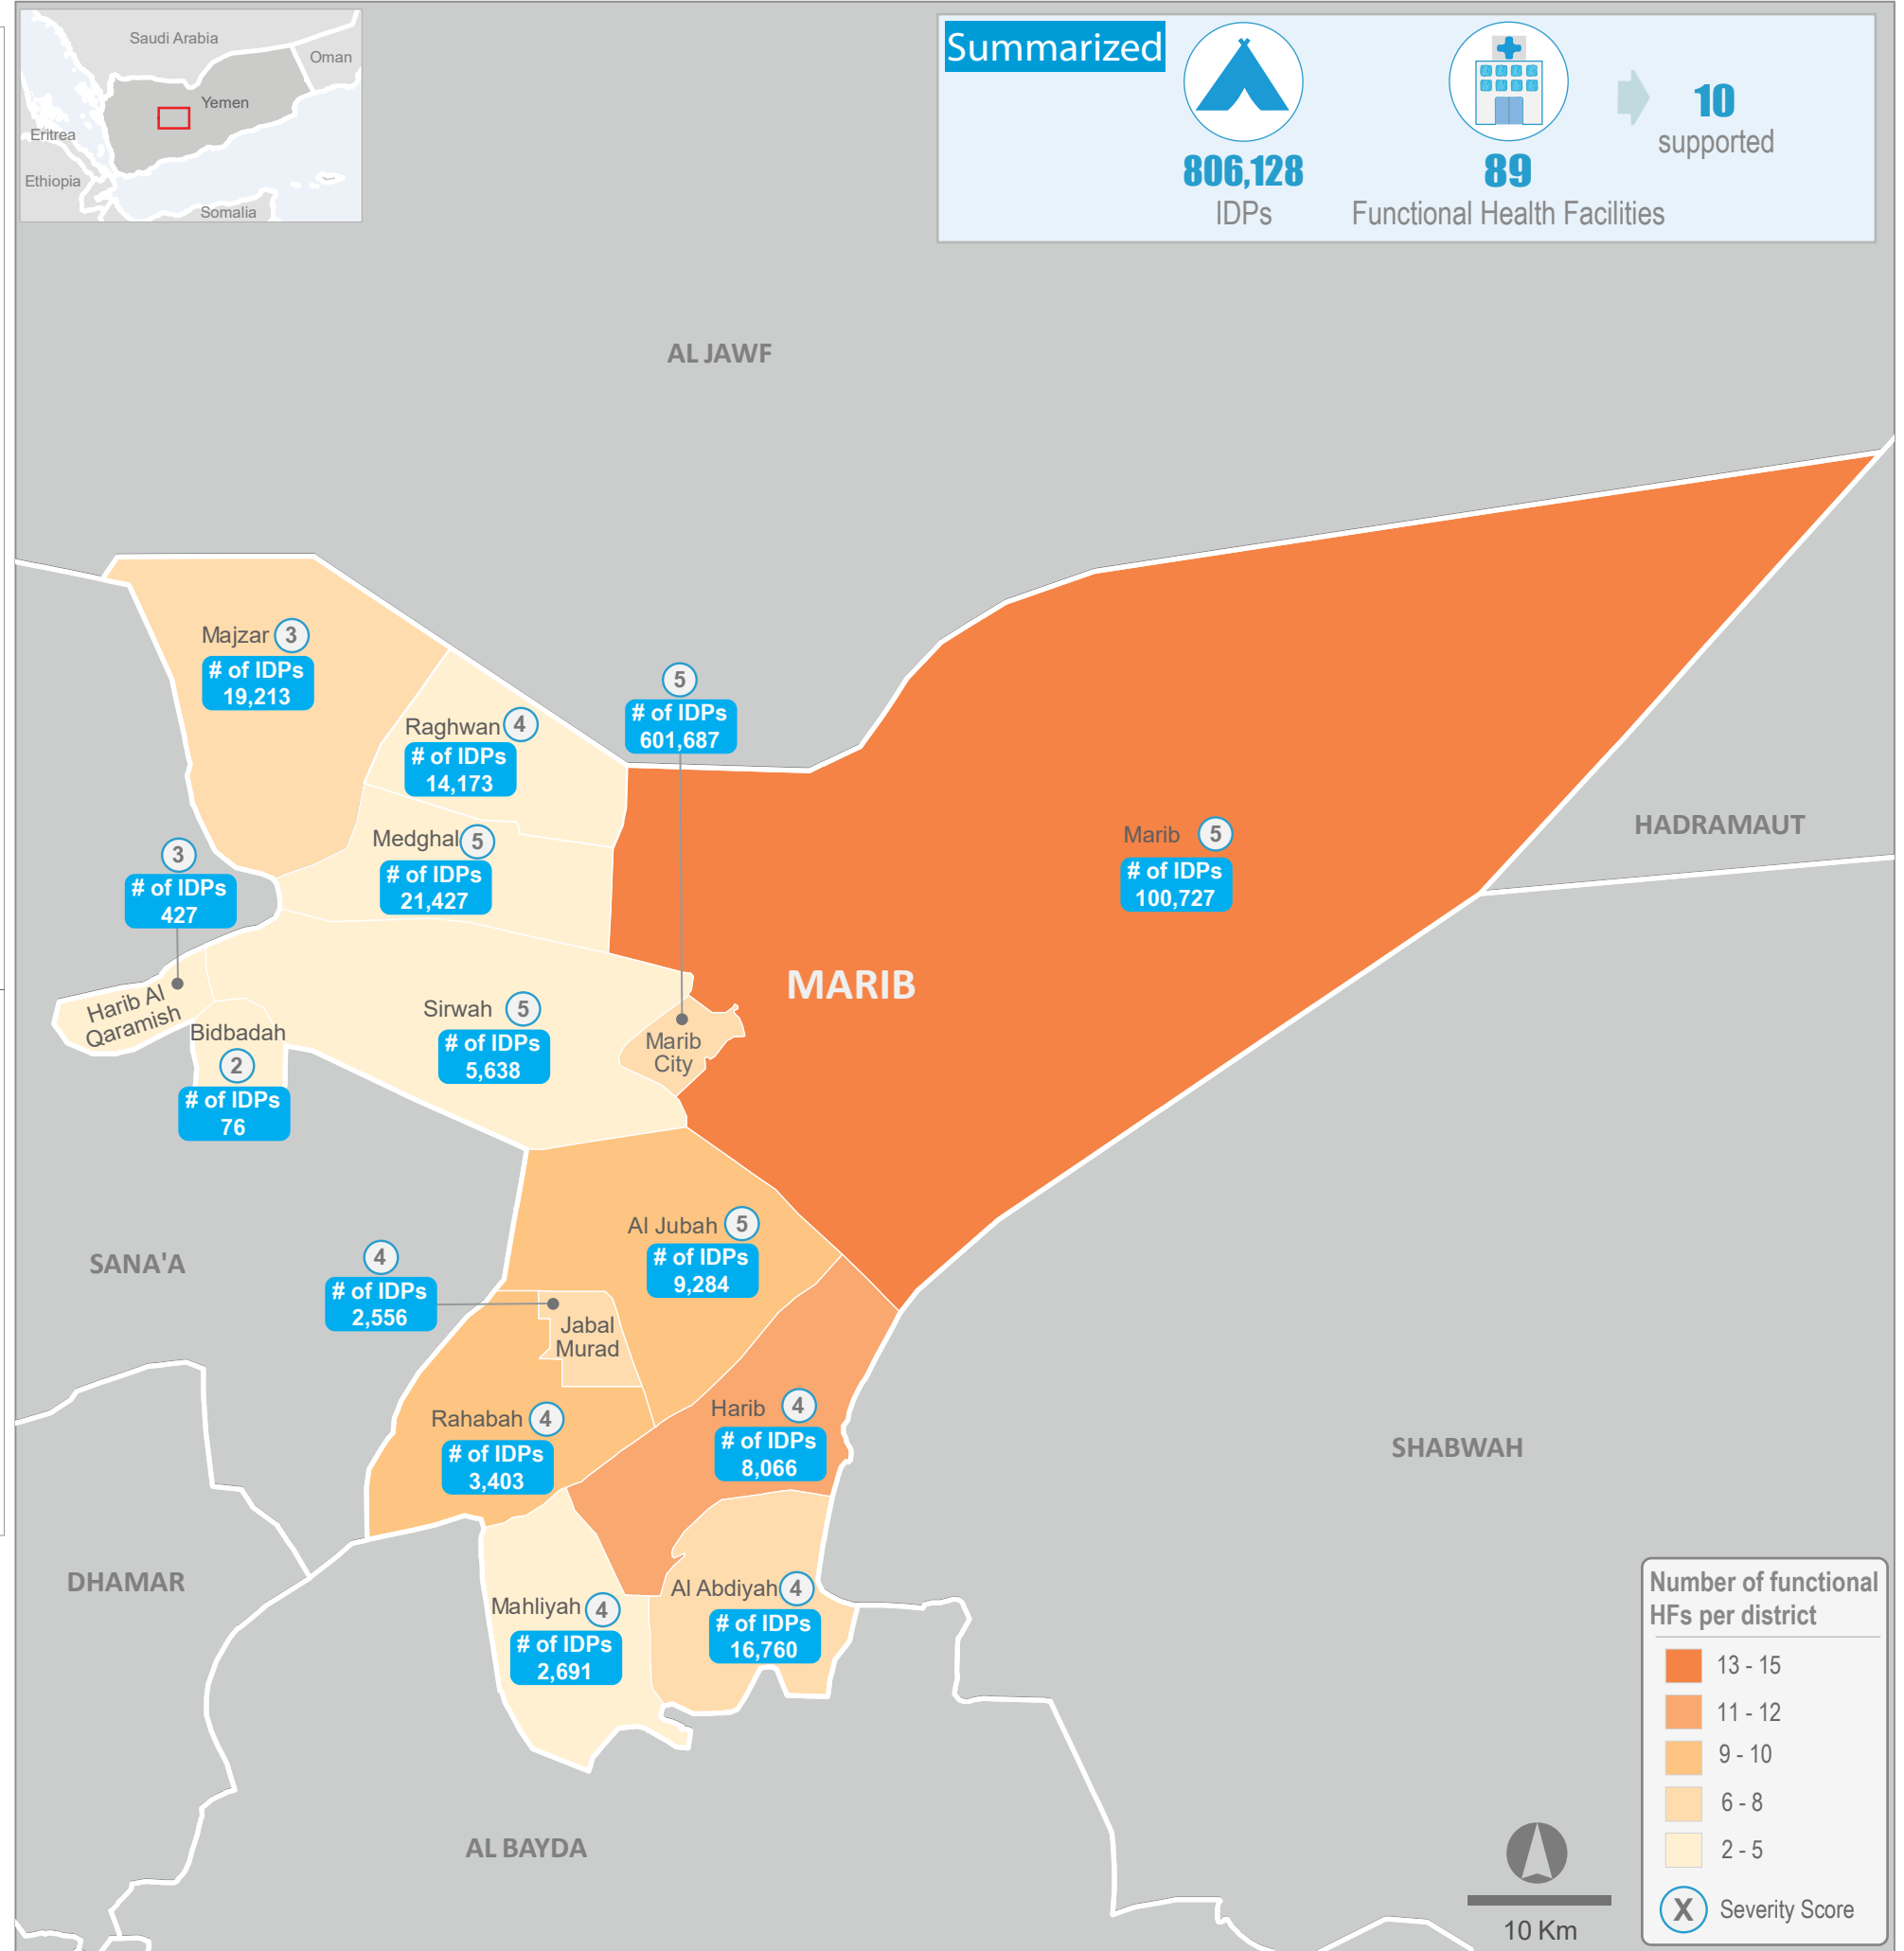 Saudi Arabia
Oman
Yemen
Eritrea
Ethiopia
Somalia
Summarized
806,128
IDPs
89
Functional Health Facilities
10
supported
AL JAWF
Majzar 3
# of IDPs
19,213
Raghwan 4
# of IDPs
14,173
5
# of IDPs
601,687
Medghal 5
# of IDPs
21,427
Marib 5
# of IDPs
100,727
HADRAMAUT
3
# of IDPs
427
Harib Al
Qaramish
MARIB
Sirwah 5
# of IDPs
5,638
Marib
City
Bidbadah
2
# of IDPs
76
Al Jubah 5
# of IDPs
9,284
SANA'A
4
# of IDPs
2,556
Jabal
Murad
Rahabah 4
# of IDPs
3,403
Harib 4
# of IDPs
8,066
SHABWAH
DHAMAR
Mahliyah 4
# of IDPs
2,691
Al Abdiyah 4
# of IDPs
16,760
AL BAYDA
10 Km
Number of functional
HFs per district
13 - 15
11 - 12
9 - 10
6 - 8
2 - 5
X Severity Score